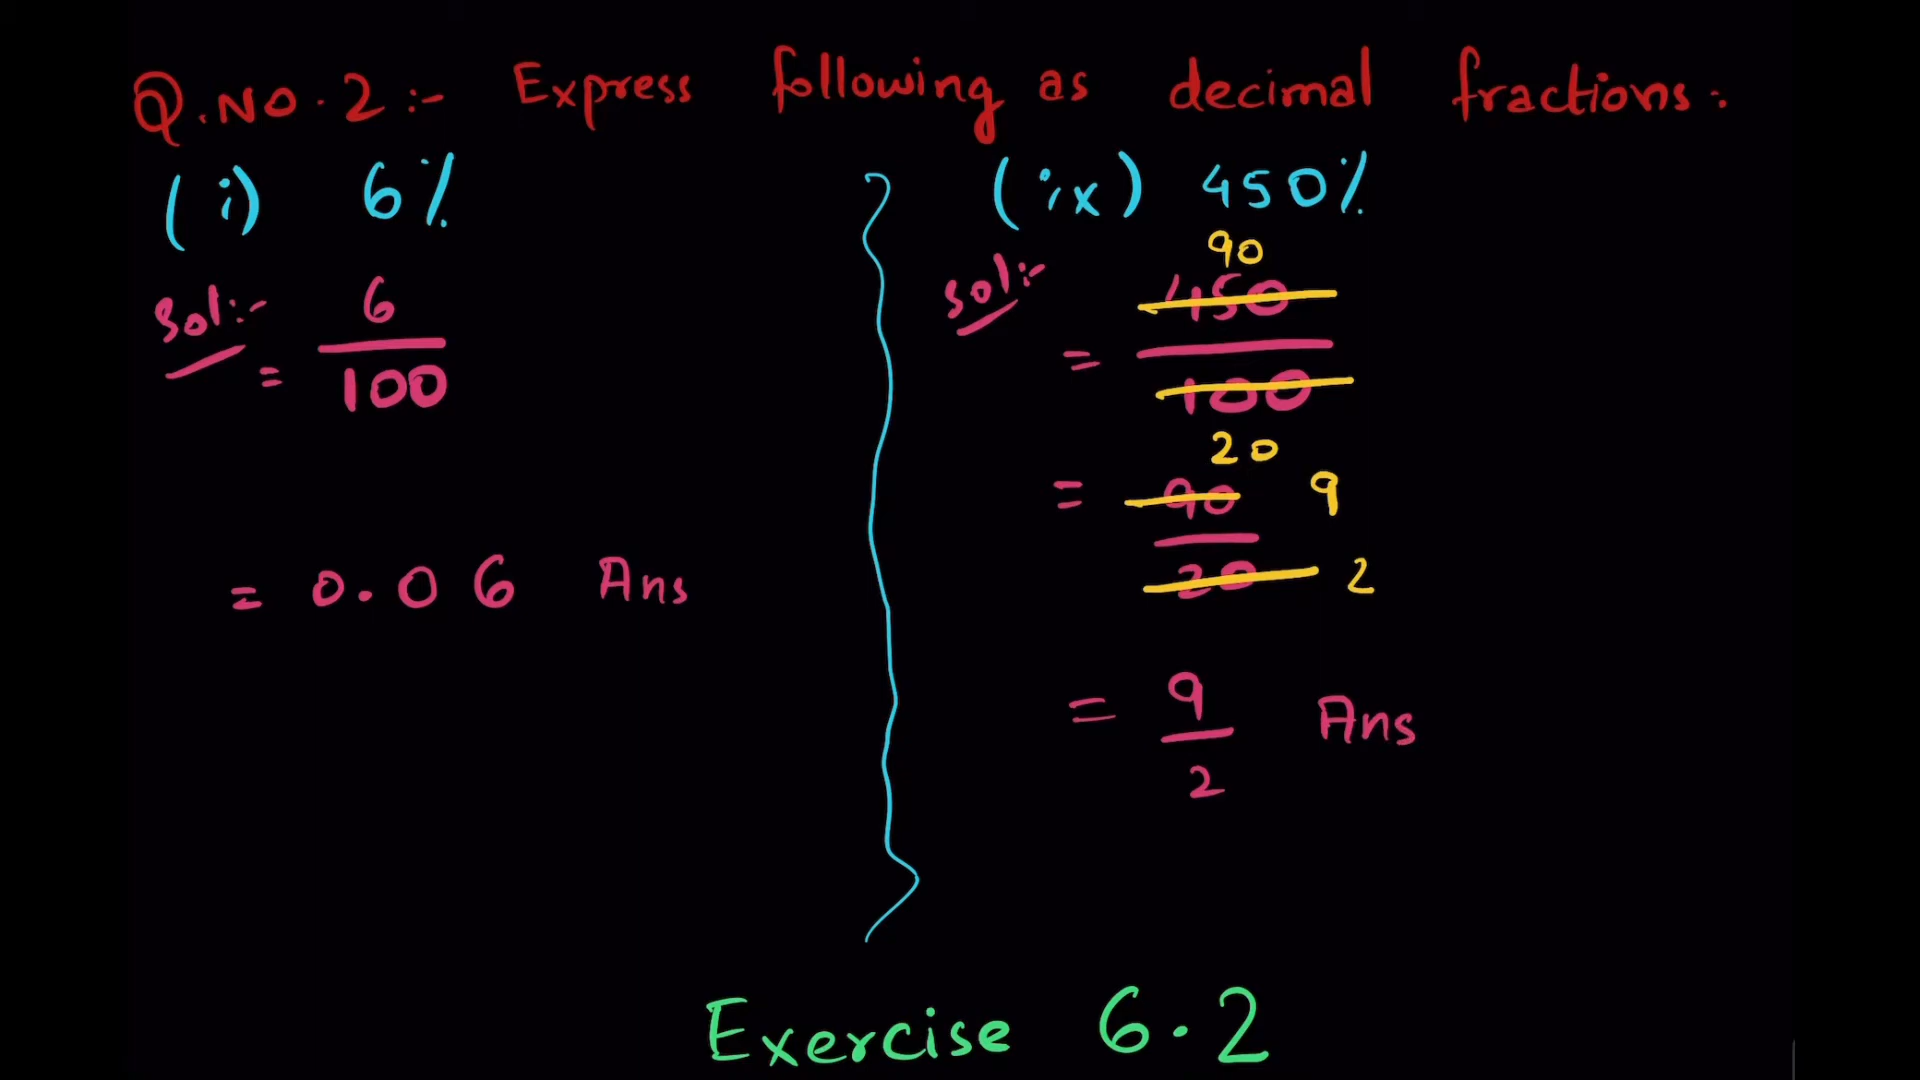 Q.NO.2:- Express following as decimal fractions:
(i) 6%
Sol:- = 6/100
= 0.06 Ans
(ix) 450%
Sol:-
90
= 450/100
20
= 90/20 9 2
= 9/2 Ans
Exercise 6.2